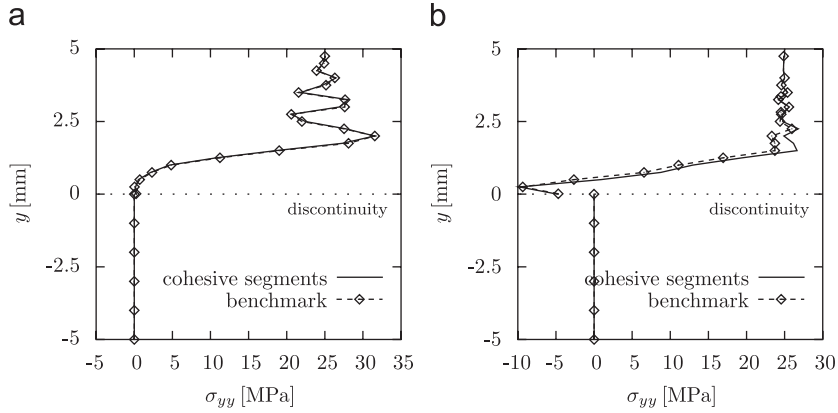 a
5
2.5
0
-2.5
-5
y [mm]
discontinuity
cohesive segments
benchmark
-5 0 5 10 15 20 25 30 35
σyy [MPa]
b
5
2.5
0
-2.5
-5
y [mm]
discontinuity
cohesive segments
benchmark
-10 -5 0 5 10 15 20 25 30
σyy [MPa]